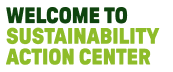 WELCOME TO
SUSTAINABILITY
ACTION CENTER